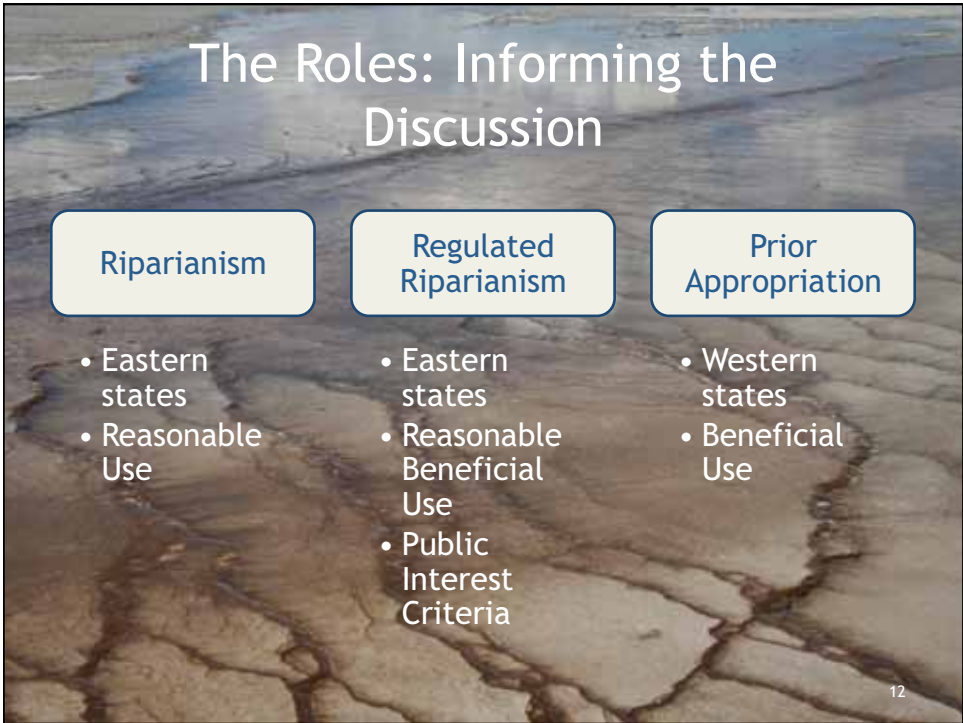 The Roles: Informing the
Discussion
Riparianism
• Eastern
states
• Reasonable
Use
Regulated
Riparianism
• Eastern
states
• Reasonable
Beneficial
Use
• Public
Interest
Criteria
Prior
Appropriation
• Western
states
• Beneficial
Use
12